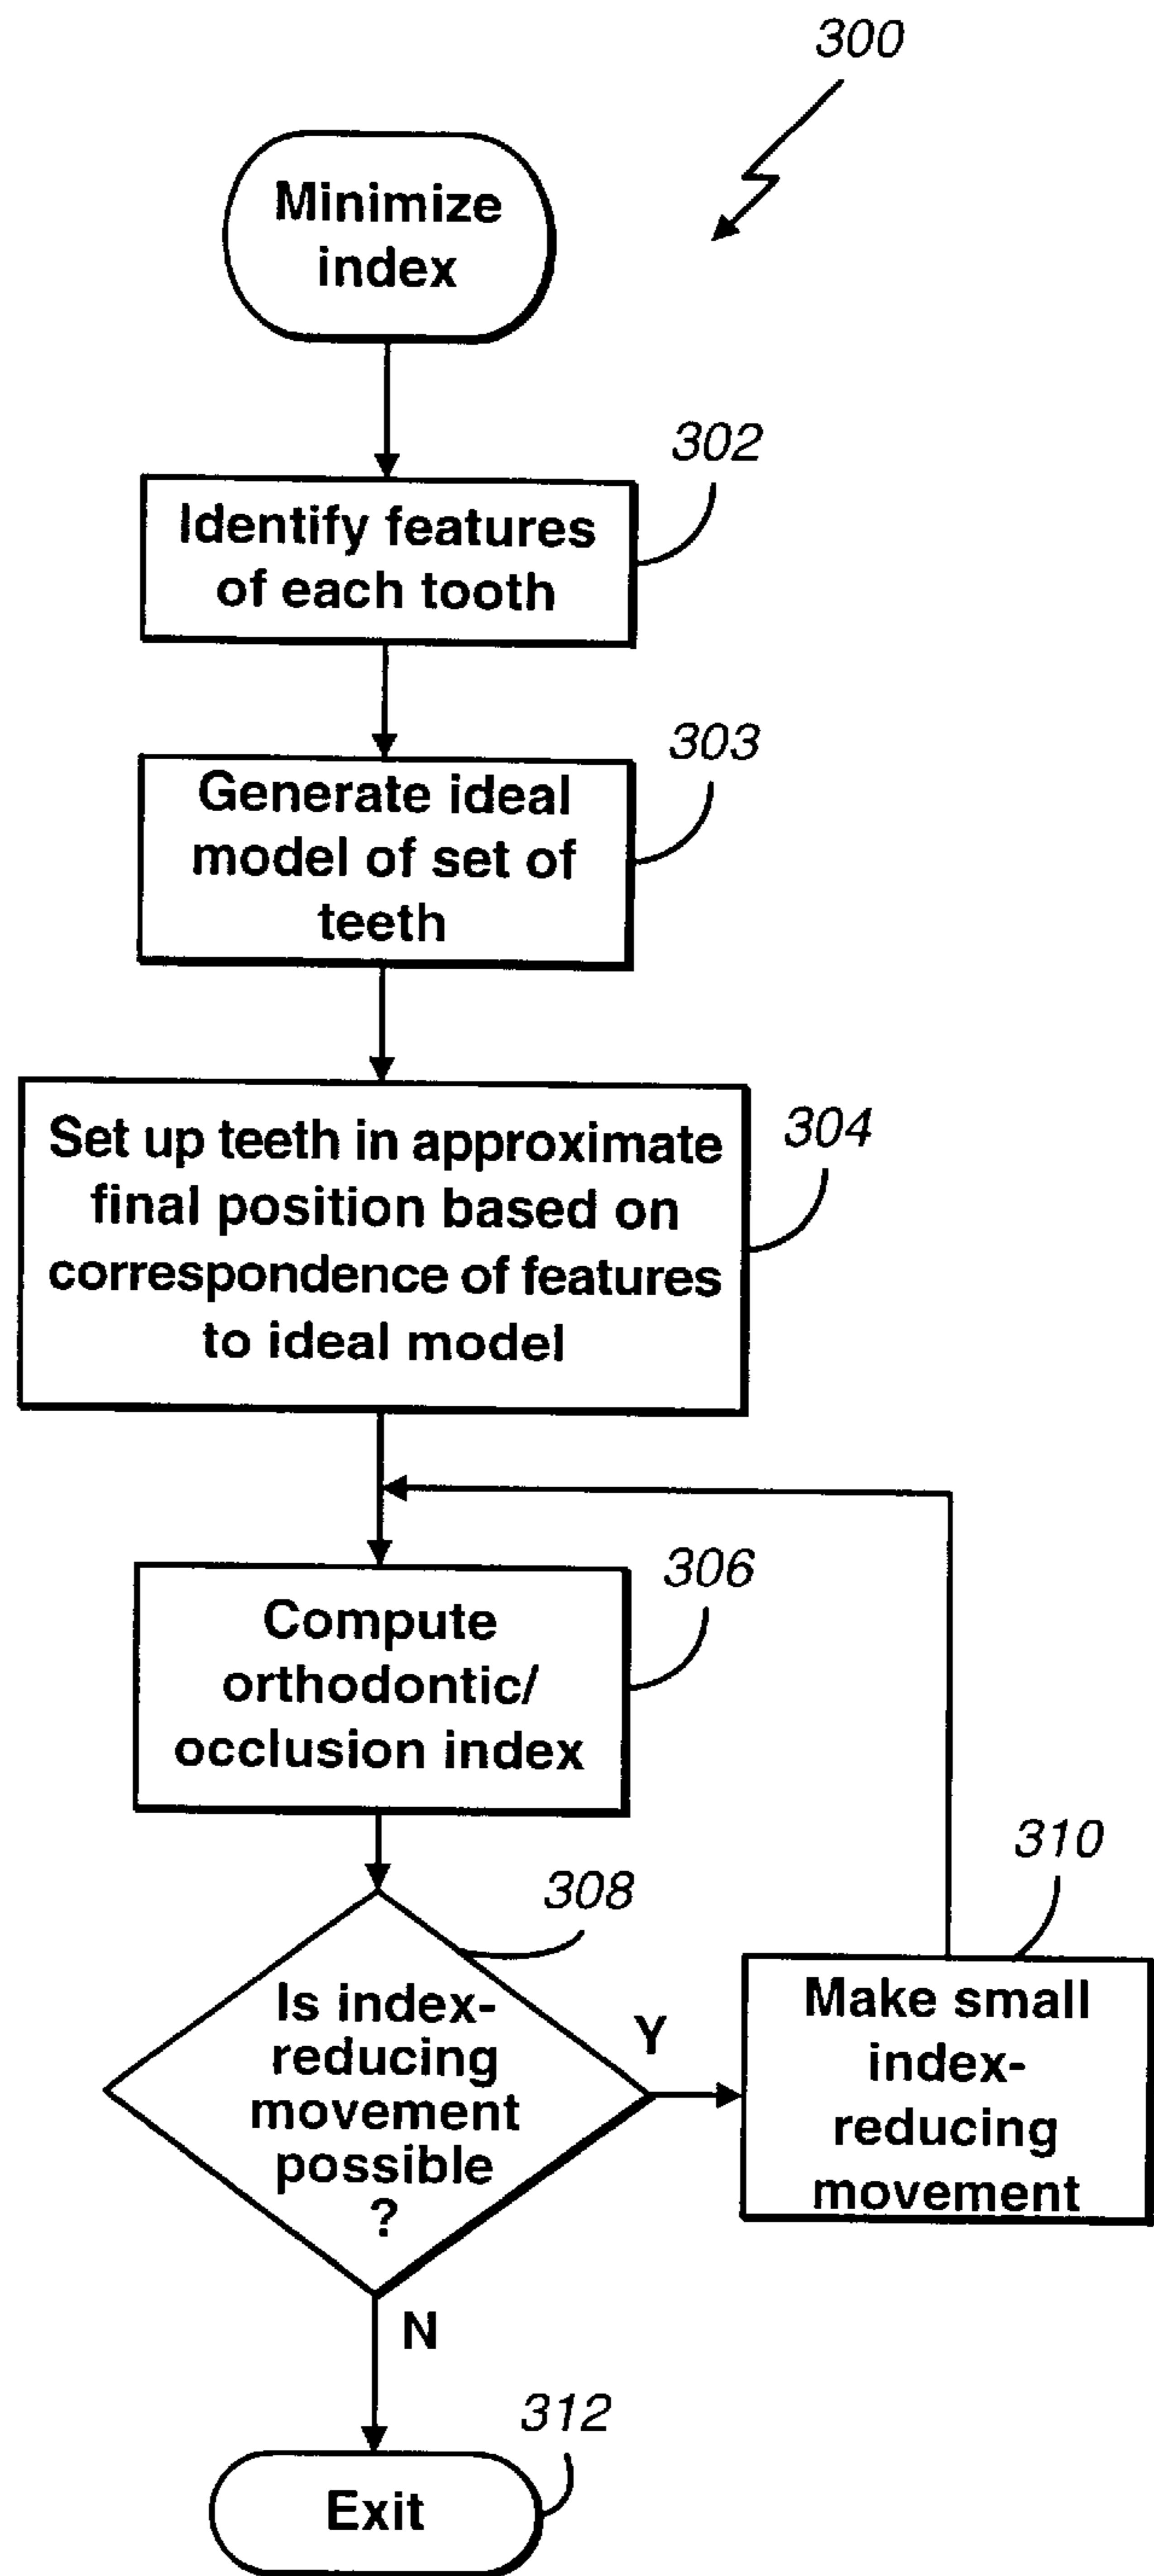 300
Minimize
index
302
Identify features
of each tooth
303
Generate ideal
model of set of
teeth
304
Set up teeth in approximate
final position based on
correspondence of features
to ideal model
306
Compute
orthodontic/
occlusion index
308
Is index-
reducing
movement
possible
?
Y
310
Make small
index-
reducing
movement
N
312
Exit